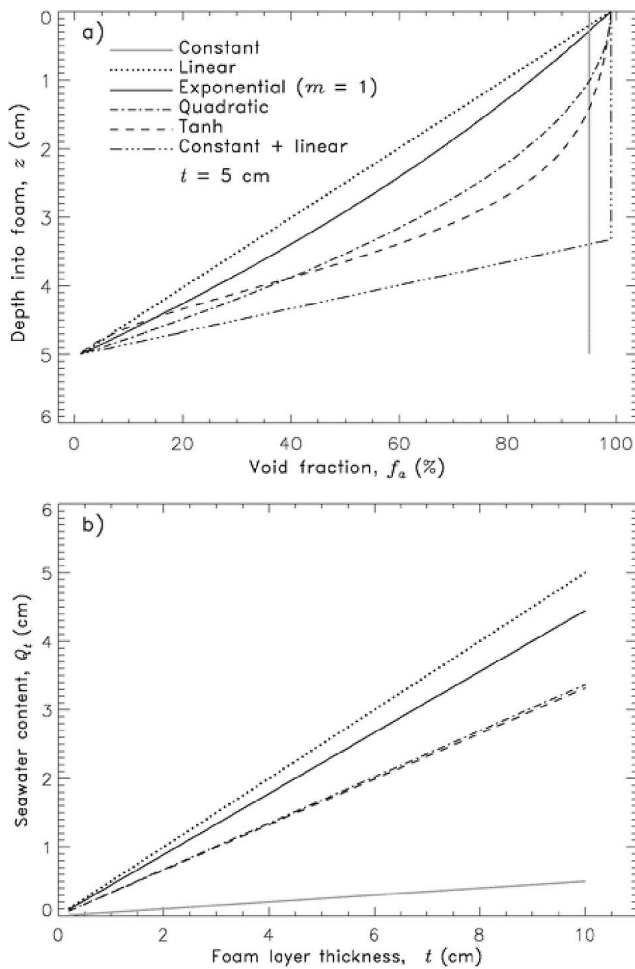 a)
Constant
Linear
Exponential (m = 1)
Quadratic
Tanh
Constant + linear
t = 5 cm
0
1
2
3
4
5
6
Depth into foam, z (cm)
0 20 40 60 80 100
Void fraction, fₐ (%)
b)
6
5
4
3
2
1
0
Seawater content, Qₜ (cm)
0 2 4 6 8 10
Foam layer thickness, t (cm)